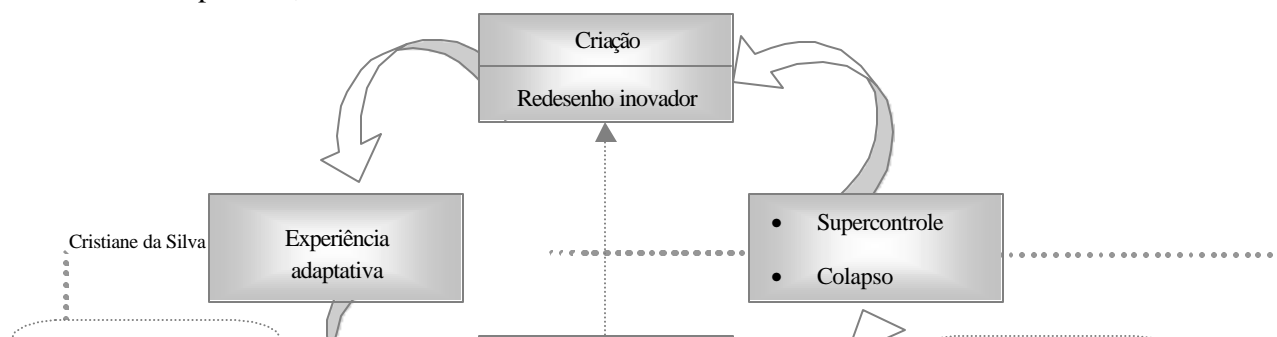 Criação
Redesenho inovador
Cristiane da Silva
Experiência
adaptativa
• Supercontrole
• Colapso